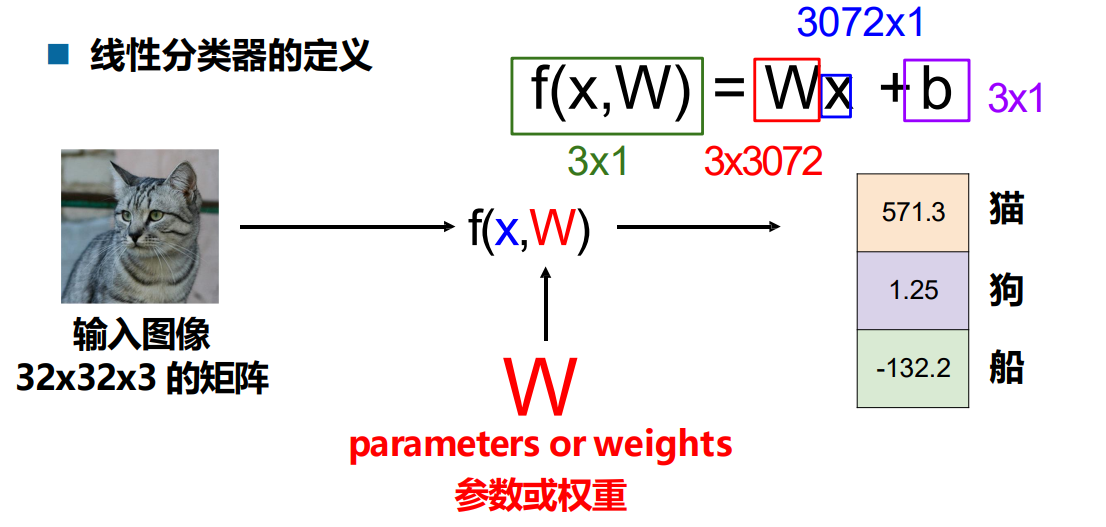 线性分类器的定义
3072x1
f(x,W) = Wx + b
3x1
3x1
3x3072
f(x,W)
571.3 猫
1.25 狗
-132.2 船
输入图像
32x32x3 的矩阵
W
parameters or weights
参数或权重